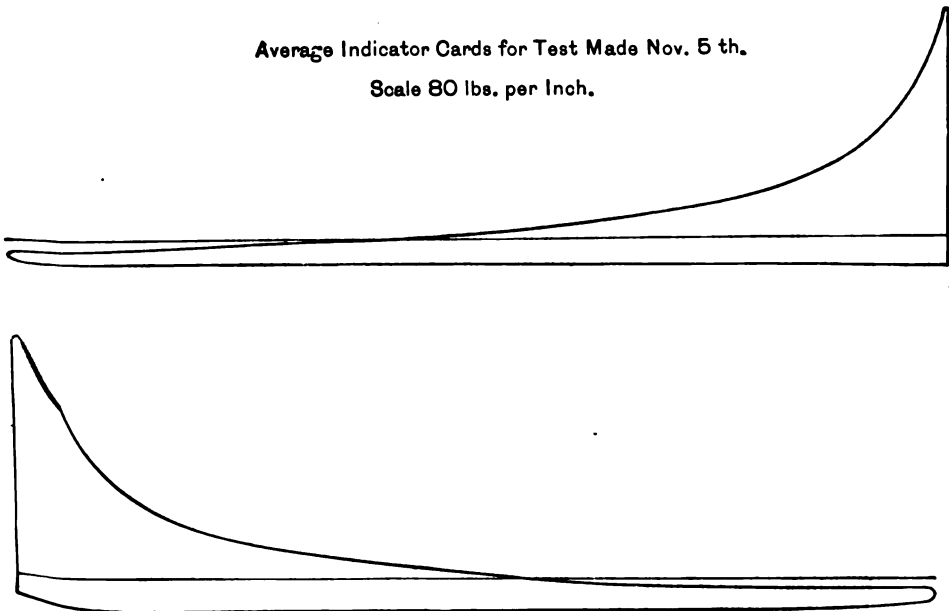 Average Indicator Cards for Test Made Nov. 5 th.
Scale 80 lbs. per Inch.